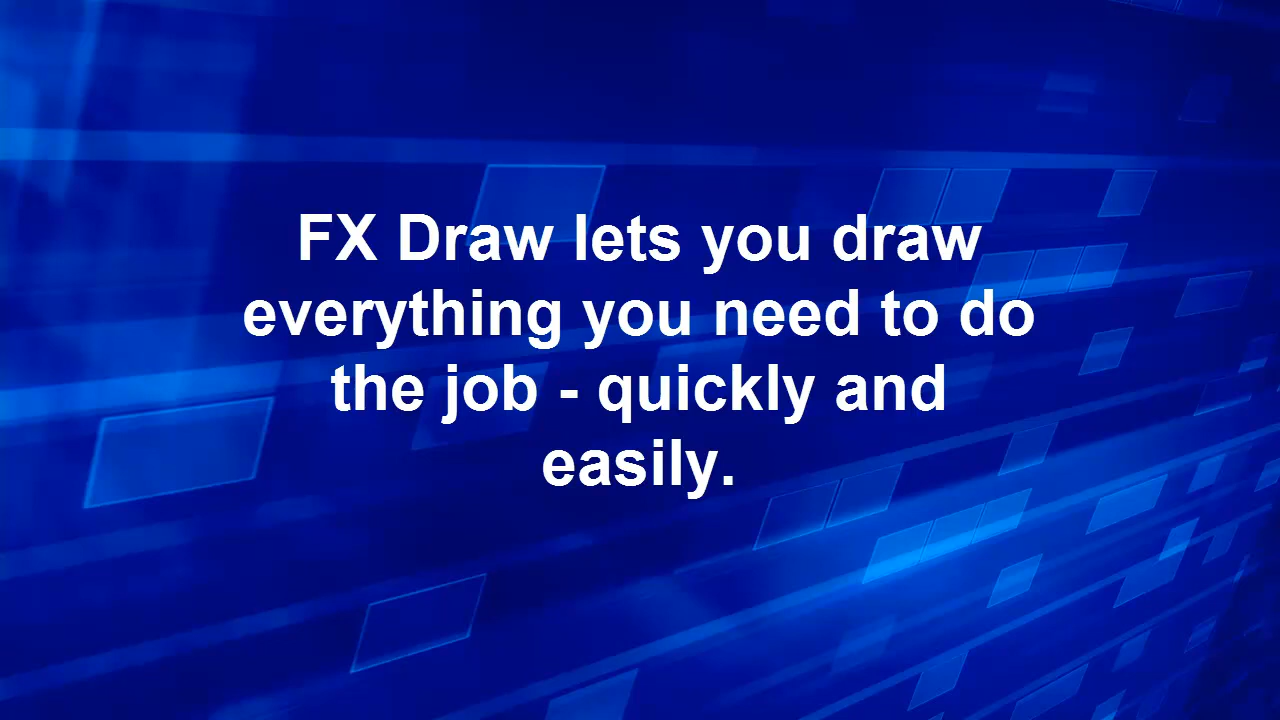 FX Draw lets you draw
everything you need to do
the job - quickly and
easily.